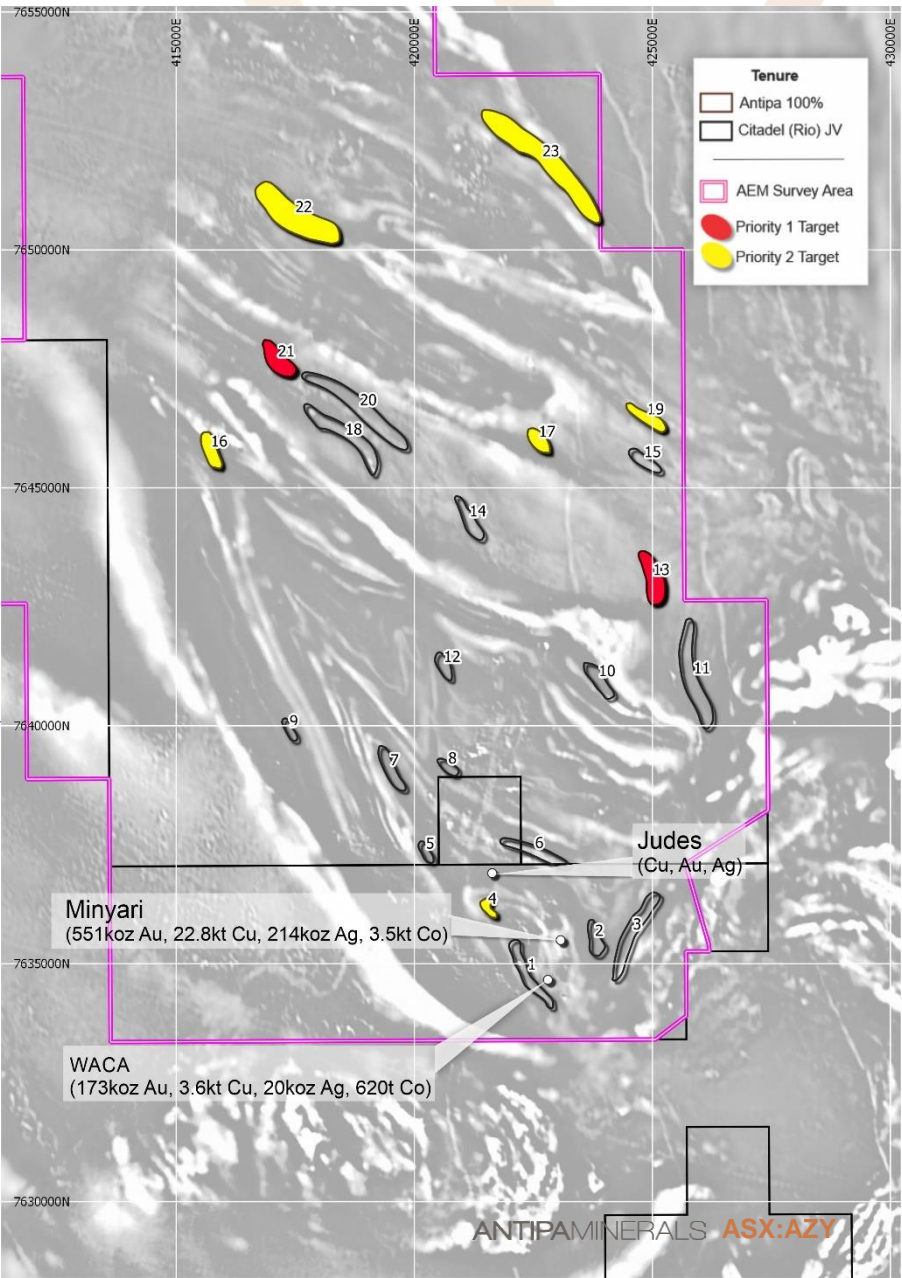 7655000N
415000E
420000E
425000E
430000E
Tenure
Antipa 100%
Citadel (Rio) JV
AEM Survey Area
Priority 1 Target
Priority 2 Target
23
22
7650000N
21
20
19
18
17
16
15
7645000N
14
13
12
10
11
9
7640000N
7
8
5
6
Judes
(Cu, Au, Ag)
4
Minyari
(551koz Au, 22.8kt Cu, 214koz Ag, 3.5kt Co)
2
3
1
7635000N
WACA
(173koz Au, 3.6kt Cu, 20koz Ag, 620t Co)
7630000N
ANTIPAMINERALS ASX:AZY